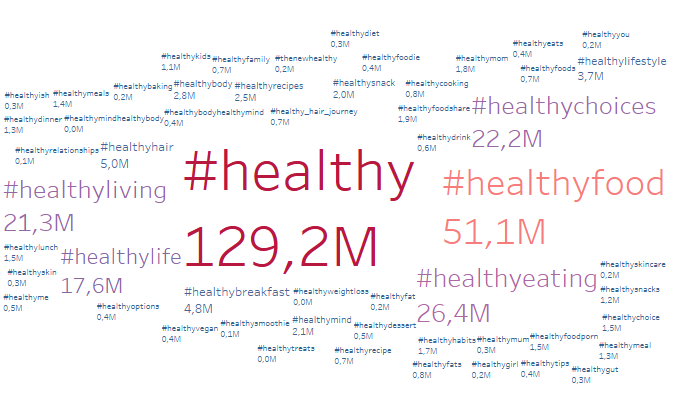 #healthydiet
0,3M
#healthyyou
0,2M
#healthyeats
0,4M
#healthykids
1,1M
#healthyfamily
0,7M
#thenewhealthy
0,2M
#healthyfoodie
0,4M
#healthymom
1,8M
#healthyfoods
0,7M
#healthylifestyle
3,7M
#healthyish
0,3M
#healthymeals
1,4M
#healthybaking
0,2M
#healthybody
2,8M
#healthyrecipes
2,5M
#healthysnack
2,0M
#healthycooking
0,8M
#healthychoices
22,2M
#healthydinner
1,3M
#healthymindhealthybody
0,0M
#healthybodyhealthymind
0,4M
#healthy_hair_journey
0,7M
#healthyfoodshare
1,9M
#healthydrink
0,6M
#healthyrelationships
0,1M
#healthyhair
5,0M
#healthy
129,2M
#healthyfood
51,1M
#healthyliving
21,3M
#healthylunch
1,5M
#healthylife
17,6M
#healthyskin
0,3M
#healthyeating
26,4M
#healthyskincare
0,2M
#healthyme
0,5M
#healthyoptions
0,4M
#healthybreakfast
4,8M
#healthyweightloss
0,0M
#healthyfat
0,2M
#healthysnacks
1,2M
#healthyvegan
0,4M
#healthysmoothie
0,1M
#healthymind
2,1M
#healthydessert
0,5M
#healthychoice
1,5M
#healthytreats
0,0M
#healthyrecipe
0,7M
#healthyhabits
1,7M
#healthymum
0,3M
#healthyfoodporn
1,5M
#healthymeal
1,3M
#healthyfats
0,8M
#healthygirl
0,2M
#healthytips
0,4M
#healthygut
0,3M